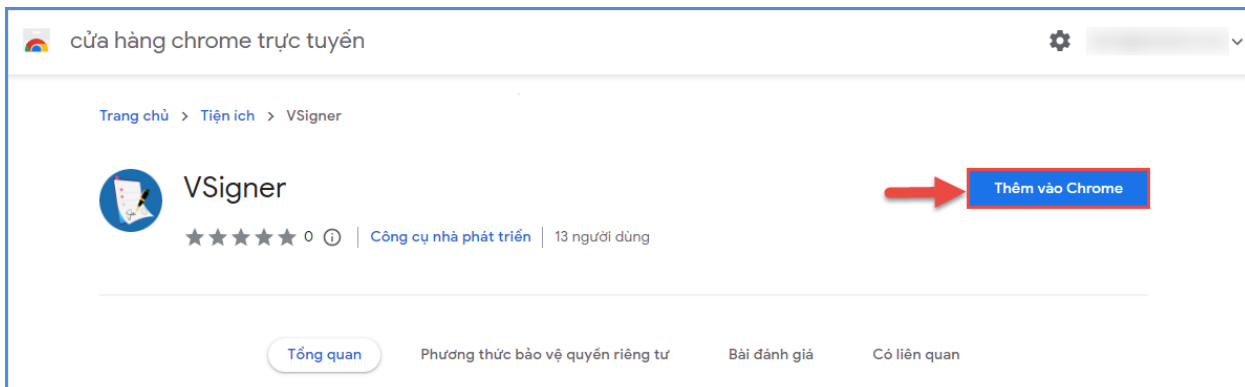 cửa hàng chrome trực tuyến
Trang chủ > Tiện ích > VSigner
VSigner
Thêm vào Chrome
0 | Công cụ nhà phát triển | 13 người dùng
Tổng quan Phương thức bảo vệ quyền riêng tư Bài đánh giá Có liên quan